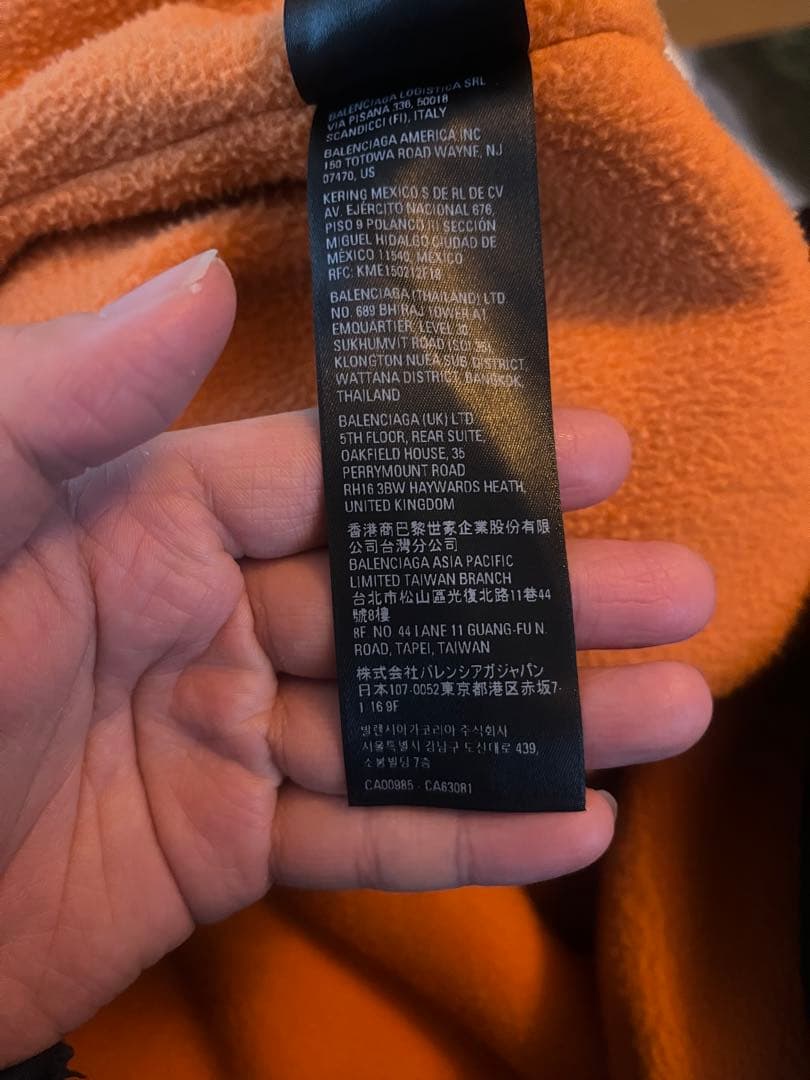 BALENCIAGA LOGISTICA SRL
VIA PISANA 336, 50018
SCANDICCI (FI), ITALY
BALENCIAGA AMERICA INC
150 TOTOWA ROAD WAYNE, NJ
07470, US
KERING MEXICO S DE RL DE CV
AV. EJÉRCITO NACIONAL 676,
PISO 9 POLANCO III SECCIÓN
MIGUEL HIDALGO CIUDAD DE
MÉXICO 11540, MÉXICO
RFC: KME150212F18
BALENCIAGA (THAILAND) LTD
NO. 689 BHIRAJ TOWER AT
EMQUARTIER, LEVEL 30,
SUKHUMVIT ROAD (SOI 35),
KLONGTON NUEA SUB DISTRICT,
WATTANA DISTRICT, BANGKOK,
THAILAND
BALENCIAGA (UK) LTD
5TH FLOOR, REAR SUITE,
OAKFIELD HOUSE, 35
PERRYMOUNT ROAD
RH16 3BW HAYWARDS HEATH,
UNITED KINGDOM
香港商巴黎世家企業股份有限
公司台灣分公司
BALENCIAGA ASIA PACIFIC
LIMITED TAIWAN BRANCH
台北市松山區光復北路11巷44
號8樓
8F. NO 44 LANE 11 GUANG-FU N.
ROAD, TAPEI, TAIWAN
株式会社バレンシアガジャパン
日本107-0052東京都港区赤坂7-
1 16 9F
발렌시아가코리아 주식회사
서울특별시 강남구 도산대로 439,
소봉빌딩 7층
CA00985 - CA63081